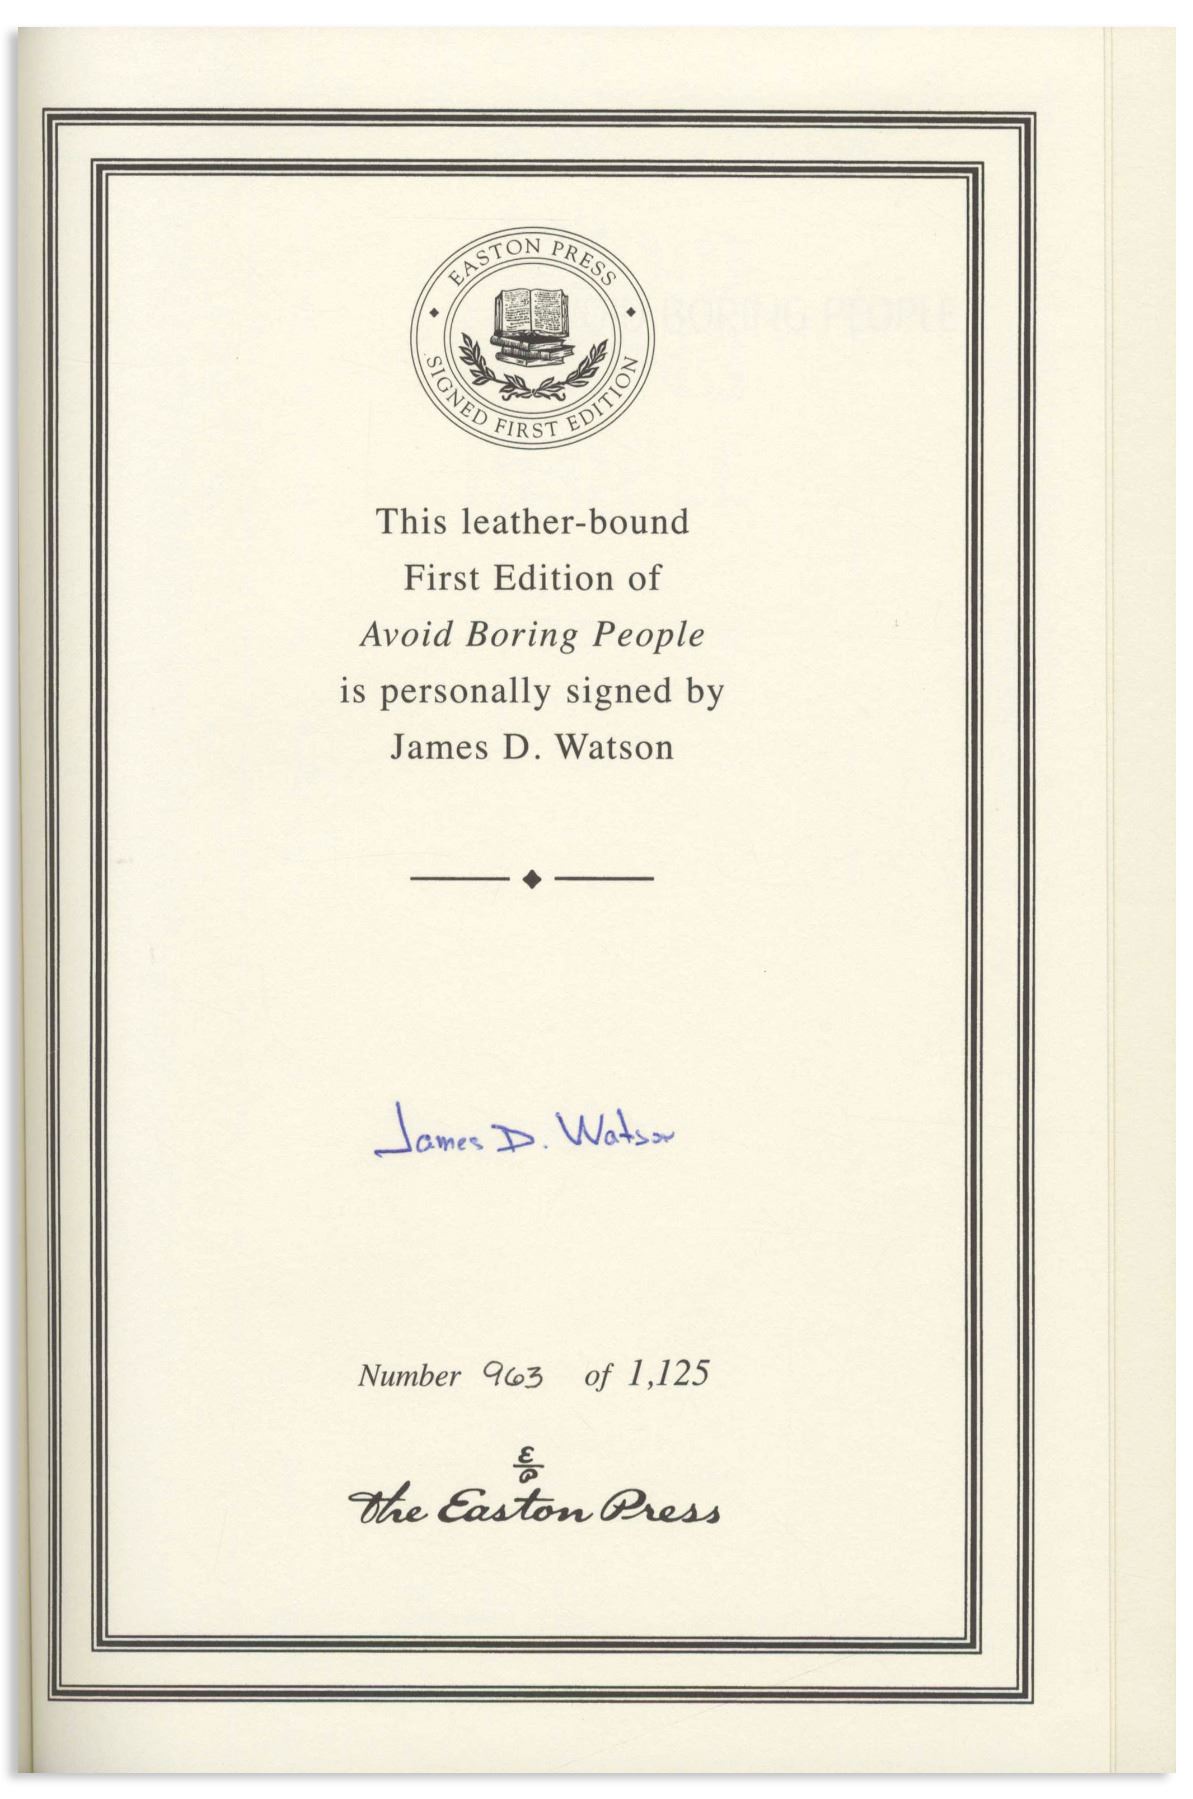 EASTON PRESS
SIGNED FIRST EDITION
This leather-bound
First Edition of
Avoid Boring People
is personally signed by
James D. Watson
James D. Watson
Number 963 of 1,125
E
P
The Easton Press